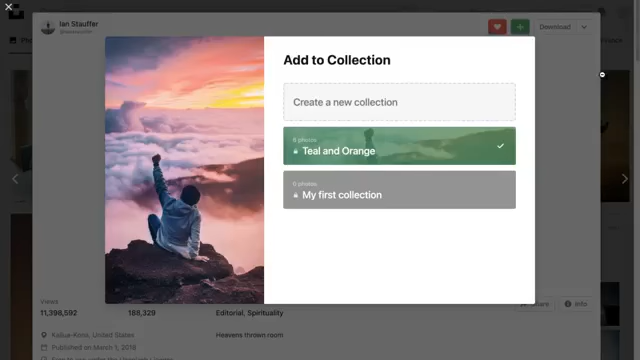 Ian Stauffer
Download
Add to Collection
Create a new collection
6 photos
Teal and Orange
My first collection
Views
11,398,592
188,329
Editorial, Spirituality
Share
Info
Kailua-Kona, United States
Heavens thrown room
Published on March 1, 2018